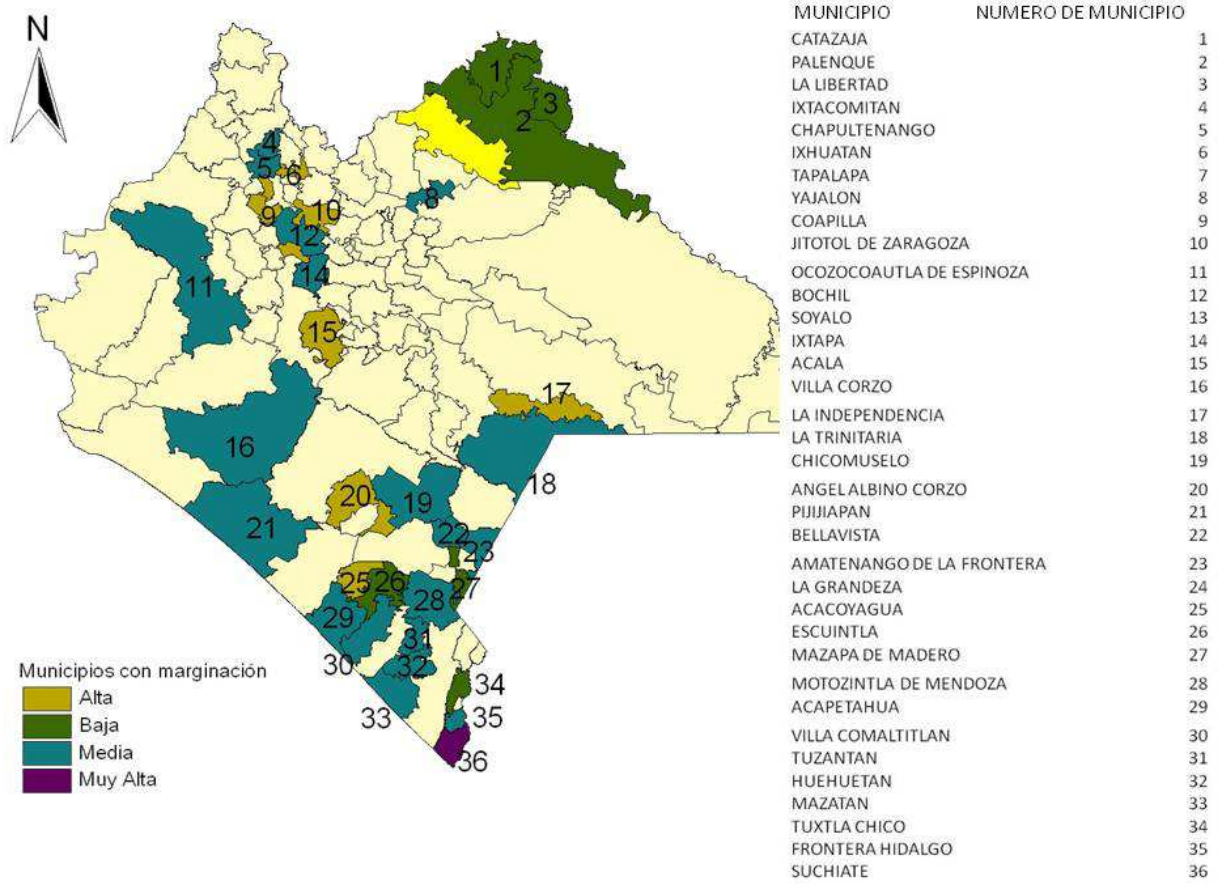 N
1
3
2
4
5
6
8
9
10
12
11
14
15
17
16
18
20
19
21
22
23
25
26
27
28
29
31
30
32
34
33
35
36
Municipios con marginación
Alta
Baja
Media
Muy Alta
MUNICIPIO NUMERO DE MUNICIPIO
CATAZAJA 1
PALENQUE 2
LA LIBERTAD 3
IXTACOMITAN 4
CHAPULTENANGO 5
IXHUATAN 6
TAPALAPA 7
YAJALON 8
COAPILLA 9
JITOTOL DE ZARAGOZA 10
OCOZOCOAUTLA DE ESPINOZA 11
BOCHIL 12
SOYALO 13
IXTAPA 14
ACALA 15
VILLA CORZO 16
LA INDEPENDENCIA 17
LA TRINITARIA 18
CHICOMUSELO 19
ANGEL ALBINO CORZO 20
PIJIJIAPAN 21
BELLAVISTA 22
AMATENANGO DE LA FRONTERA 23
LA GRANDEZA 24
ACACOYAGUA 25
ESCUINTLA 26
MAZAPA DE MADERO 27
MOTOZINTLA DE MENDOZA 28
ACAPETAHUA 29
VILLA COMALTITLAN 30
TUZANTAN 31
HUEHUETAN 32
MAZATAN 33
TUXTLA CHICO 34
FRONTERA HIDALGO 35
SUCHIATE 36